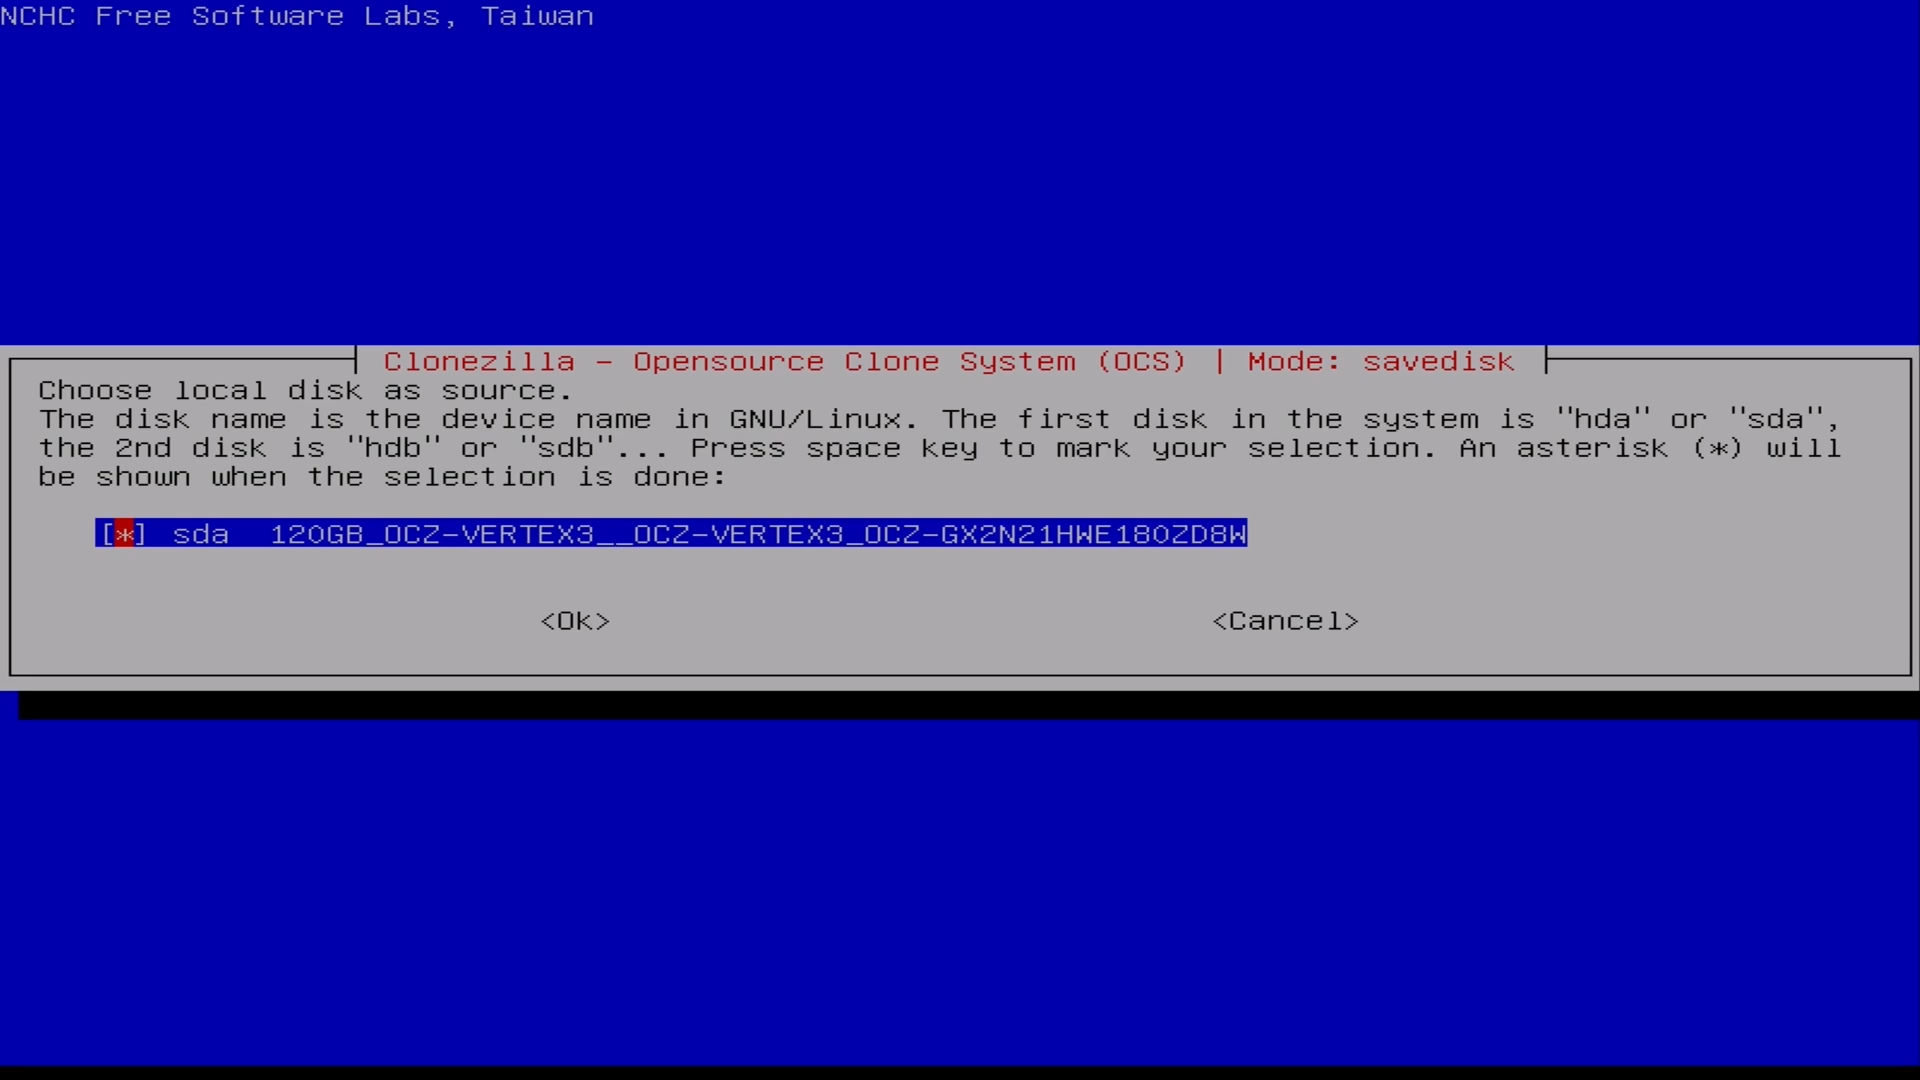 NCHC Free Software Labs, Taiwan
Clonezilla - Opensource Clone System (OCS) | Mode: savedisk
Choose local disk as source.
The disk name is the device name in GNU/Linux. The first disk in the system is "hda" or "sda",
the 2nd disk is "hdb" or "sdb"... Press space key to mark your selection. An asterisk (*) will
be shown when the selection is done:
[*] sda  120GB_OCZ-VERTEX3__OCZ-VERTEX3_OCZ-GX2N21HWE180ZD8W
<Ok> <Cancel>